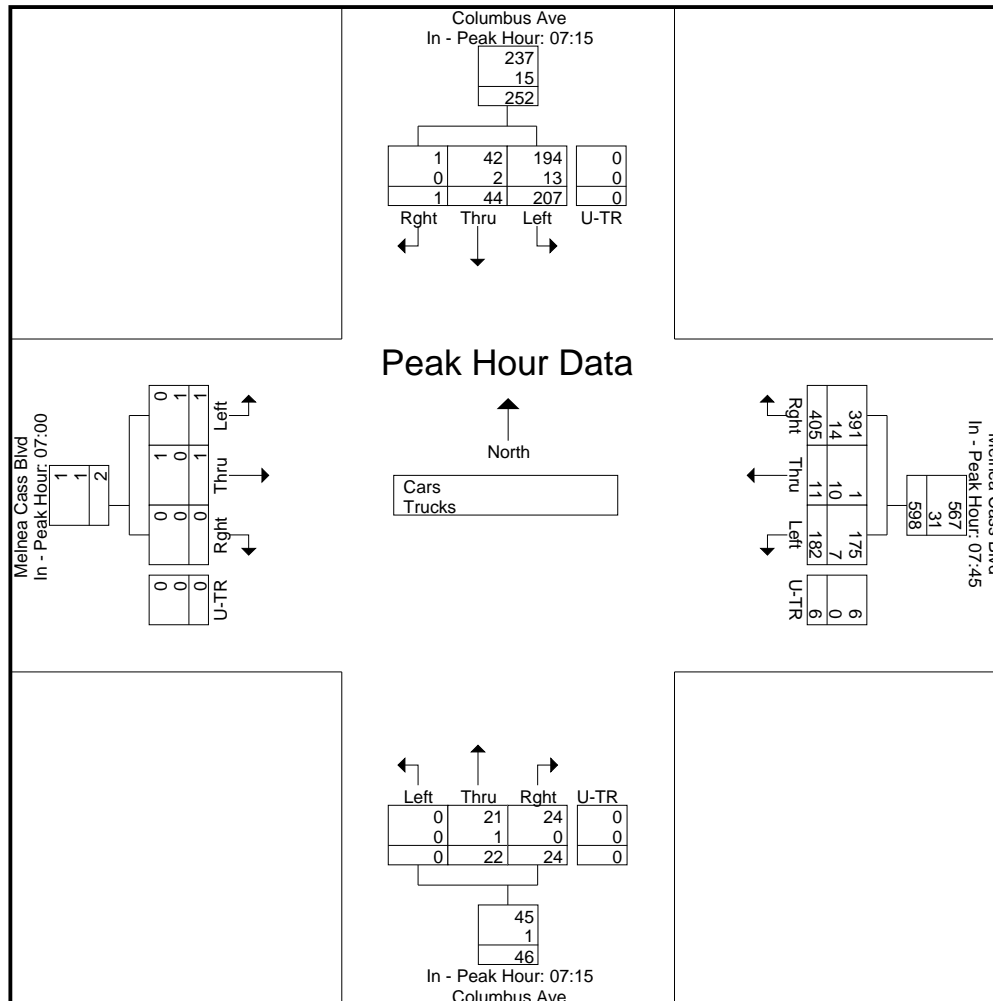 Columbus Ave
In - Peak Hour: 07:15
237
15
252
1 42 194 0
0 2 13 0
1 44 207 0
Rght Thru Left U-TR
Peak Hour Data
North
Cars
Trucks
Melnea Cass Blvd
In - Peak Hour: 07:00
1
1
2
0 0 1 0
0 0 0 1
0 0 1 1
U-TR Rght Thru Left
Melnea Cass Blvd
In - Peak Hour: 07:45
567
31
598
391 1 175 6
14 10 7 0
405 11 182 6
Rght Thru Left U-TR
Left Thru Rght U-TR
0 21 24 0
0 1 0 0
0 22 24 0
45
1
46
In - Peak Hour: 07:15
Columbus Ave